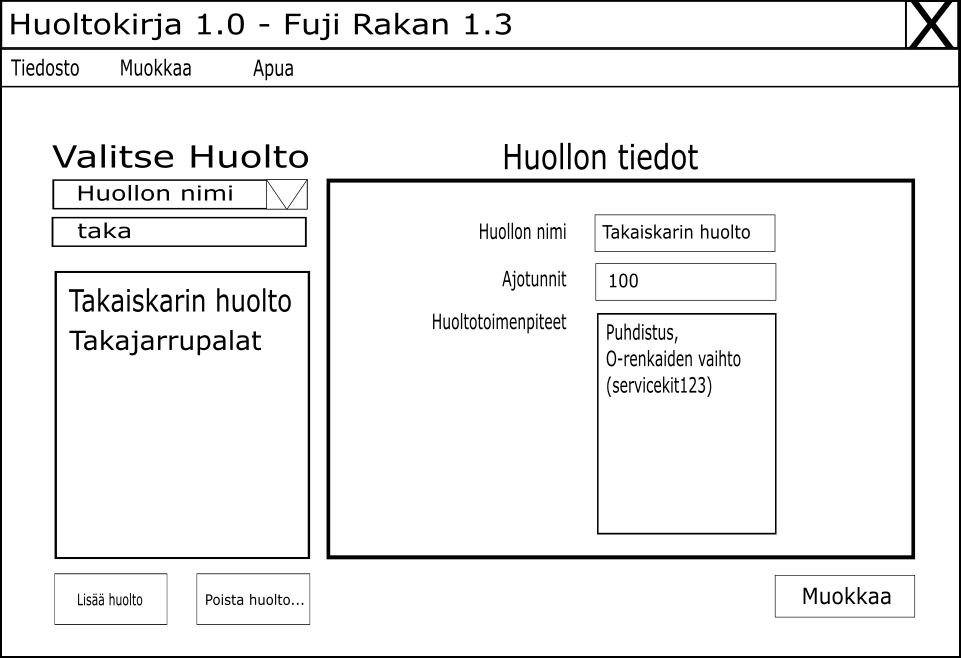 Huoltokirja 1.0 - Fuji Rakan 1.3
X
Tiedosto Muokkaa Apua
Valitse Huolto
Huollon nimi
taka
Takaiskarin huolto
Takajarrupalat
Lisää huolto
Poista huolto...
Huollon tiedot
Huollon nimi
Takaiskarin huolto
Ajotunnit
100
Huoltotoimenpiteet
Puhdistus,
O-renkaiden vaihto
(servicekit123)
Muokkaa